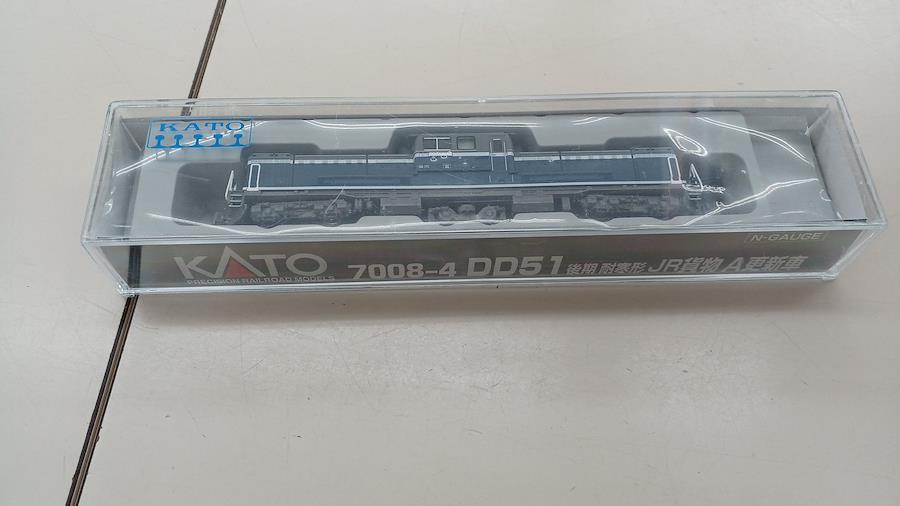 KATO
N-GAUGE
KATO 7008-4 DD51 後期 耐寒形 JR貨物 A更新車
PRECISION RAILROAD MODELS